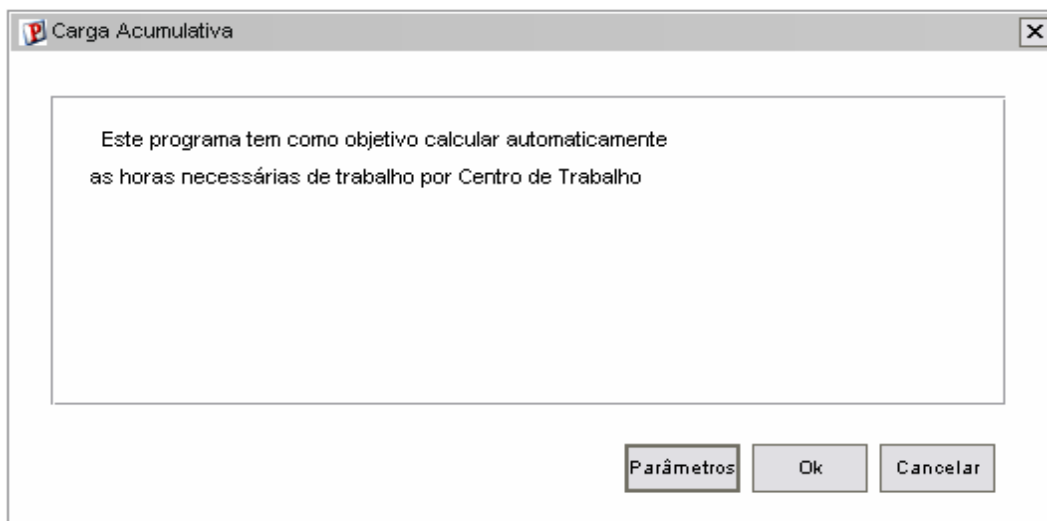 Carga Acumulativa
Este programa tem como objetivo calcular automaticamente
as horas necessárias de trabalho por Centro de Trabalho
Parâmetros Ok Cancelar